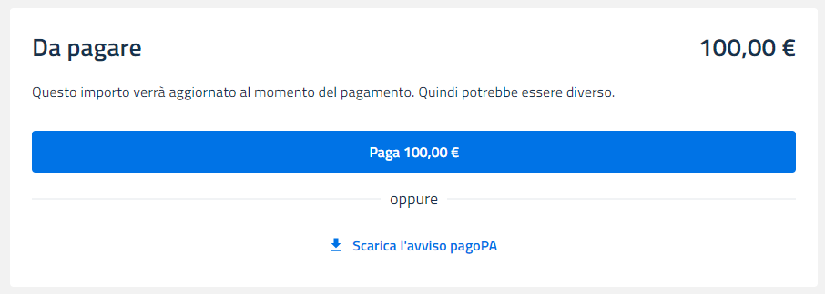 Da pagare
100,00 €
Questo importo verrà aggiornato al momento del pagamento. Quindi potrebbe essere diverso.
Paga 100,00 €
oppure
Scarica l'avviso pagoPA